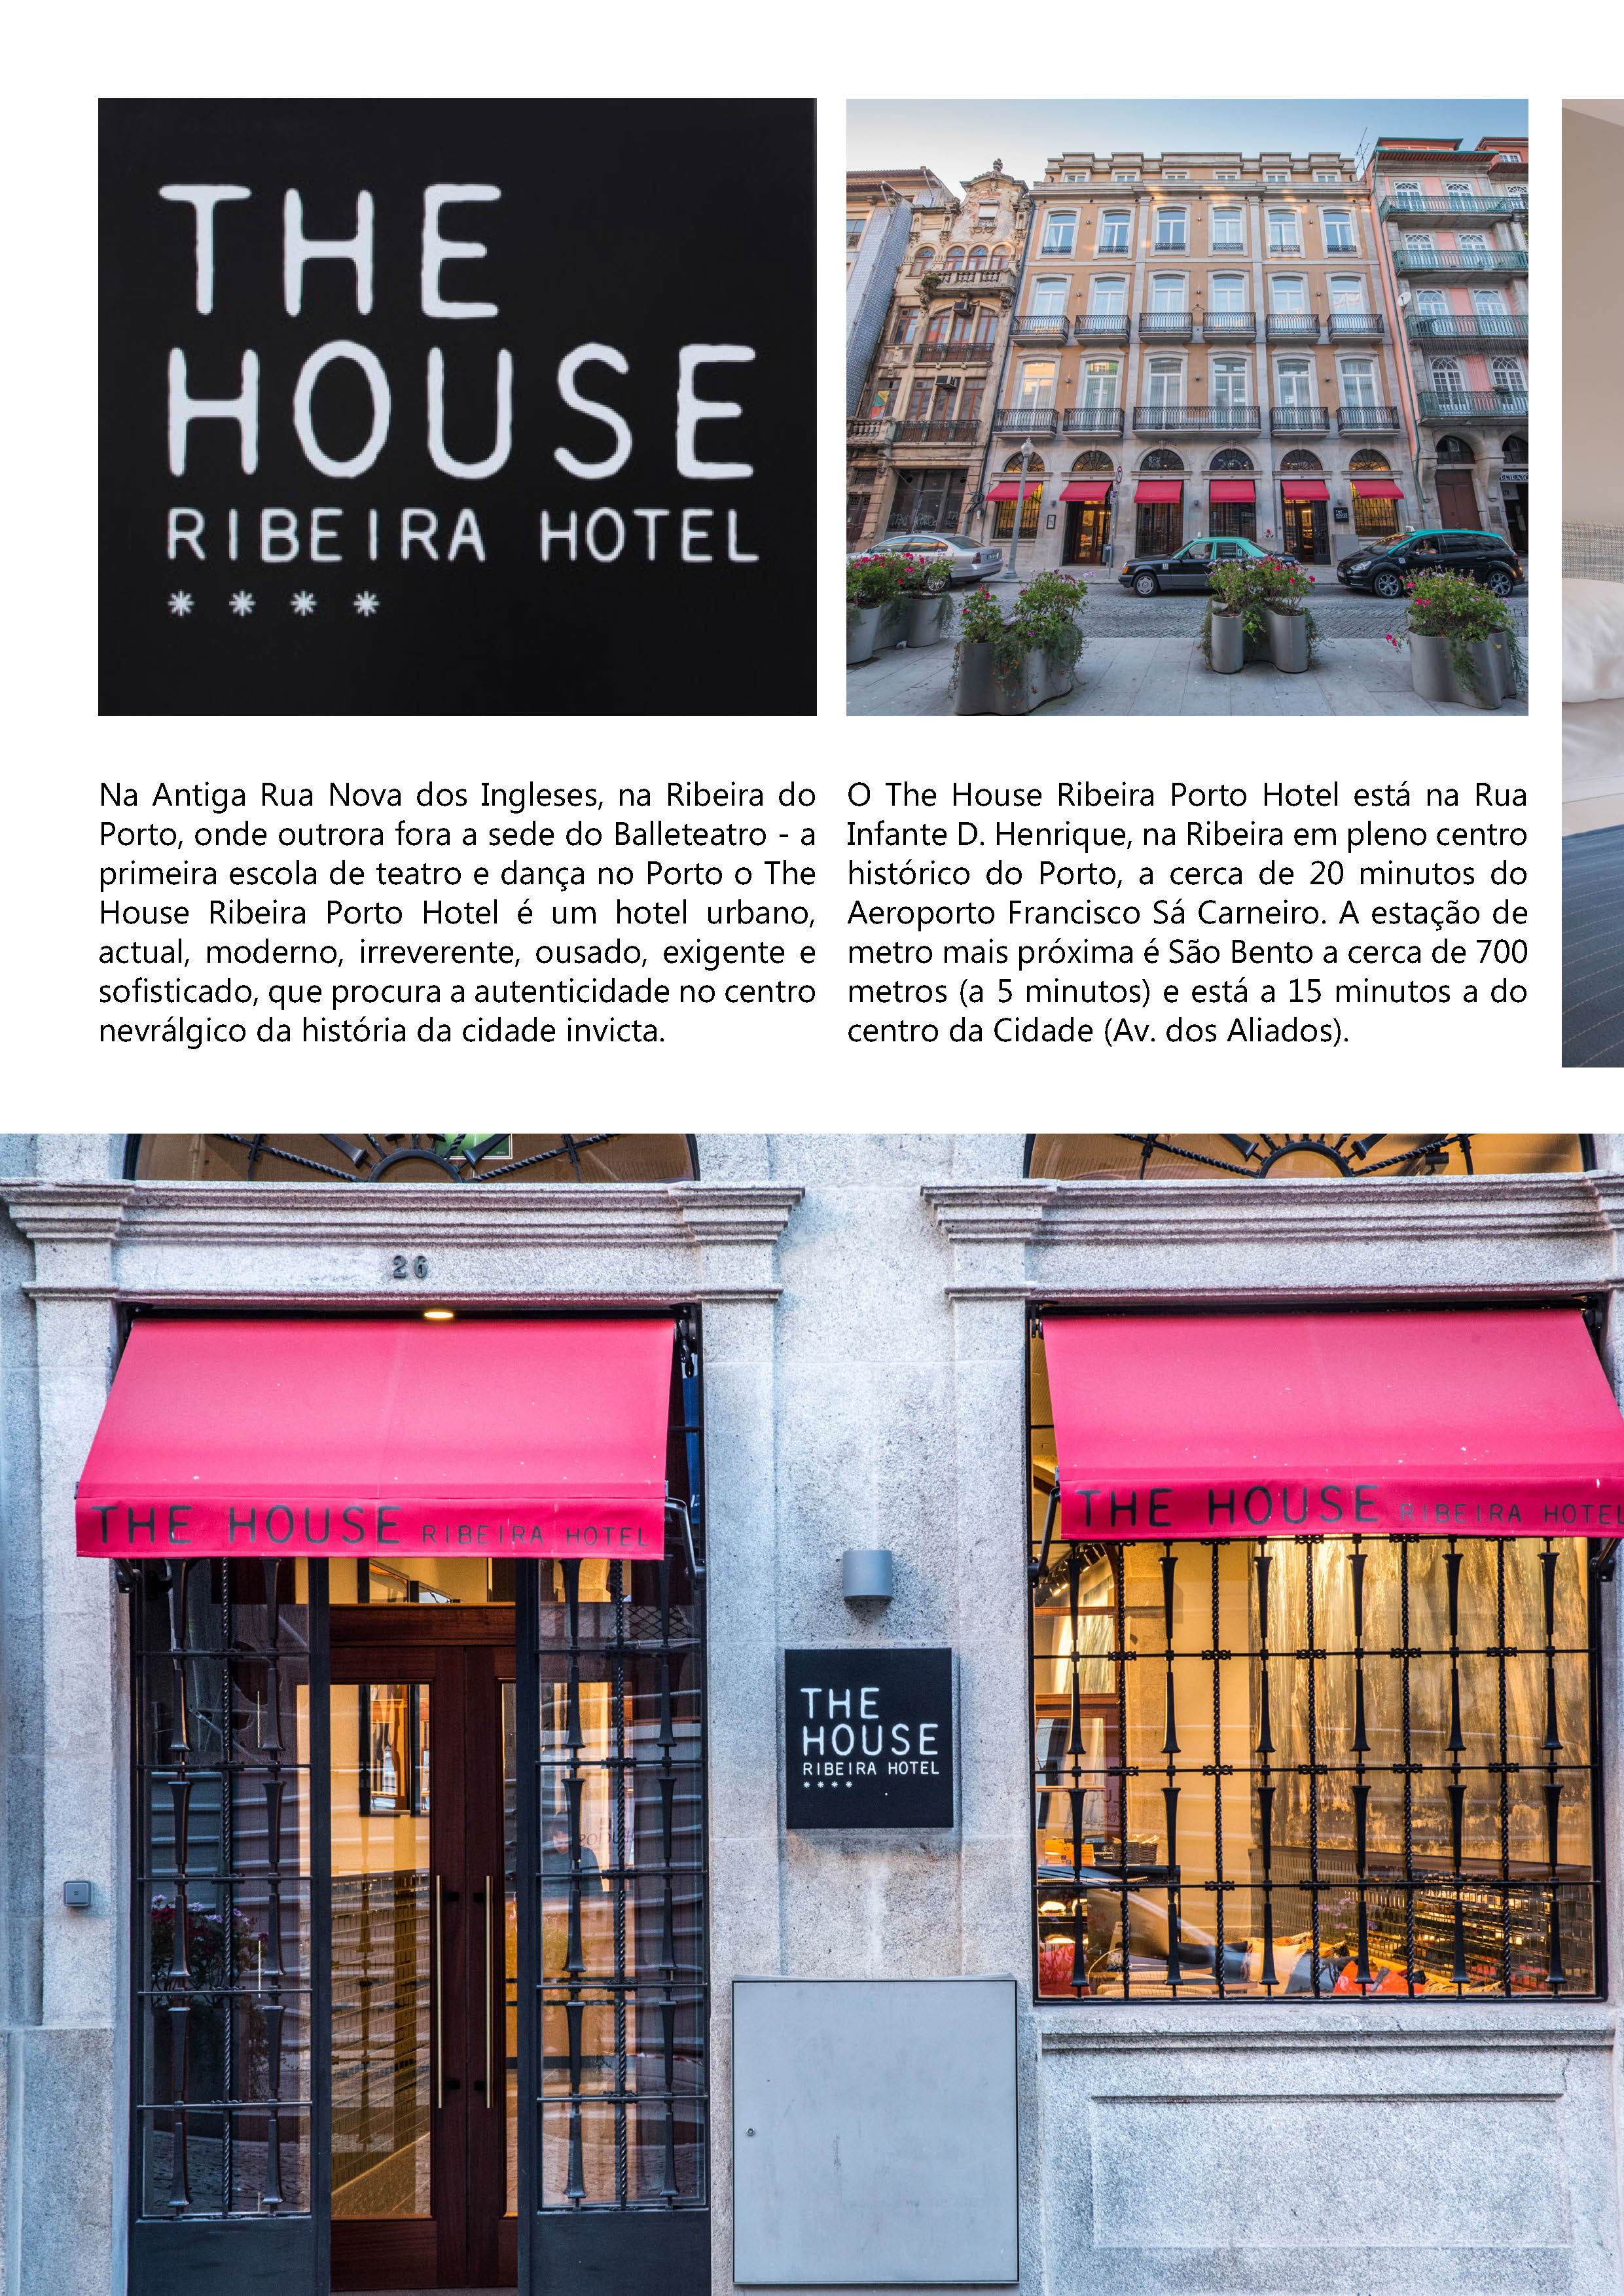 THE
HOUSE
RIBEIRA HOTEL
* * * *
Na Antiga Rua Nova dos Ingleses, na Ribeira do
Porto, onde outrora fora a sede do Balleteatro - a
primeira escola de teatro e dança no Porto o The
House Ribeira Porto Hotel é um hotel urbano,
actual, moderno, irreverente, ousado, exigente e
sofisticado, que procura a autenticidade no centro
nevrálgico da história da cidade invicta.
O The House Ribeira Porto Hotel está na Rua
Infante D. Henrique, na Ribeira em pleno centro
histórico do Porto, a cerca de 20 minutos do
Aeroporto Francisco Sá Carneiro. A estação de
metro mais próxima é São Bento a cerca de 700
metros (a 5 minutos) e está a 15 minutos a do
centro da Cidade (Av. dos Aliados).
26
THE HOUSE RIBEIRA HOTEL
THE HOUSE RIBEIRA HOTEL
THE
HOUSE
RIBEIRA HOTEL
* * * *